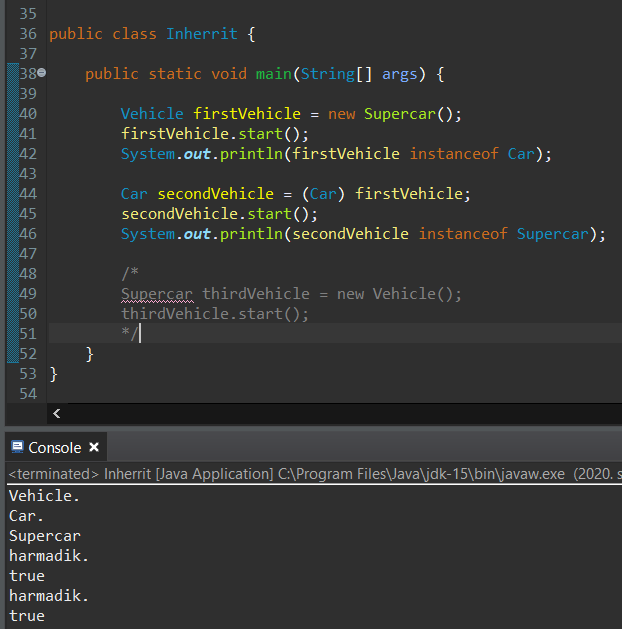 35
36 public class Inherrit {
37
38 public static void main(String[] args) {
39
40 Vehicle firstVehicle = new Supercar();
41 firstVehicle.start();
42 System.out.println(firstVehicle instanceof Car);
43
44 Car secondVehicle = (Car) firstVehicle;
45 secondVehicle.start();
46 System.out.println(secondVehicle instanceof Supercar);
47
48 /*
49 Supercar thirdVehicle = new Vehicle();
50 thirdVehicle.start();
51 */
52 }
53 }
54
Console
<terminated> Inherrit [Java Application] C:\Program Files\Java\jdk-15\bin\javaw.exe (2020. s
Vehicle.
Car.
Supercar
harmadik.
true
harmadik.
true